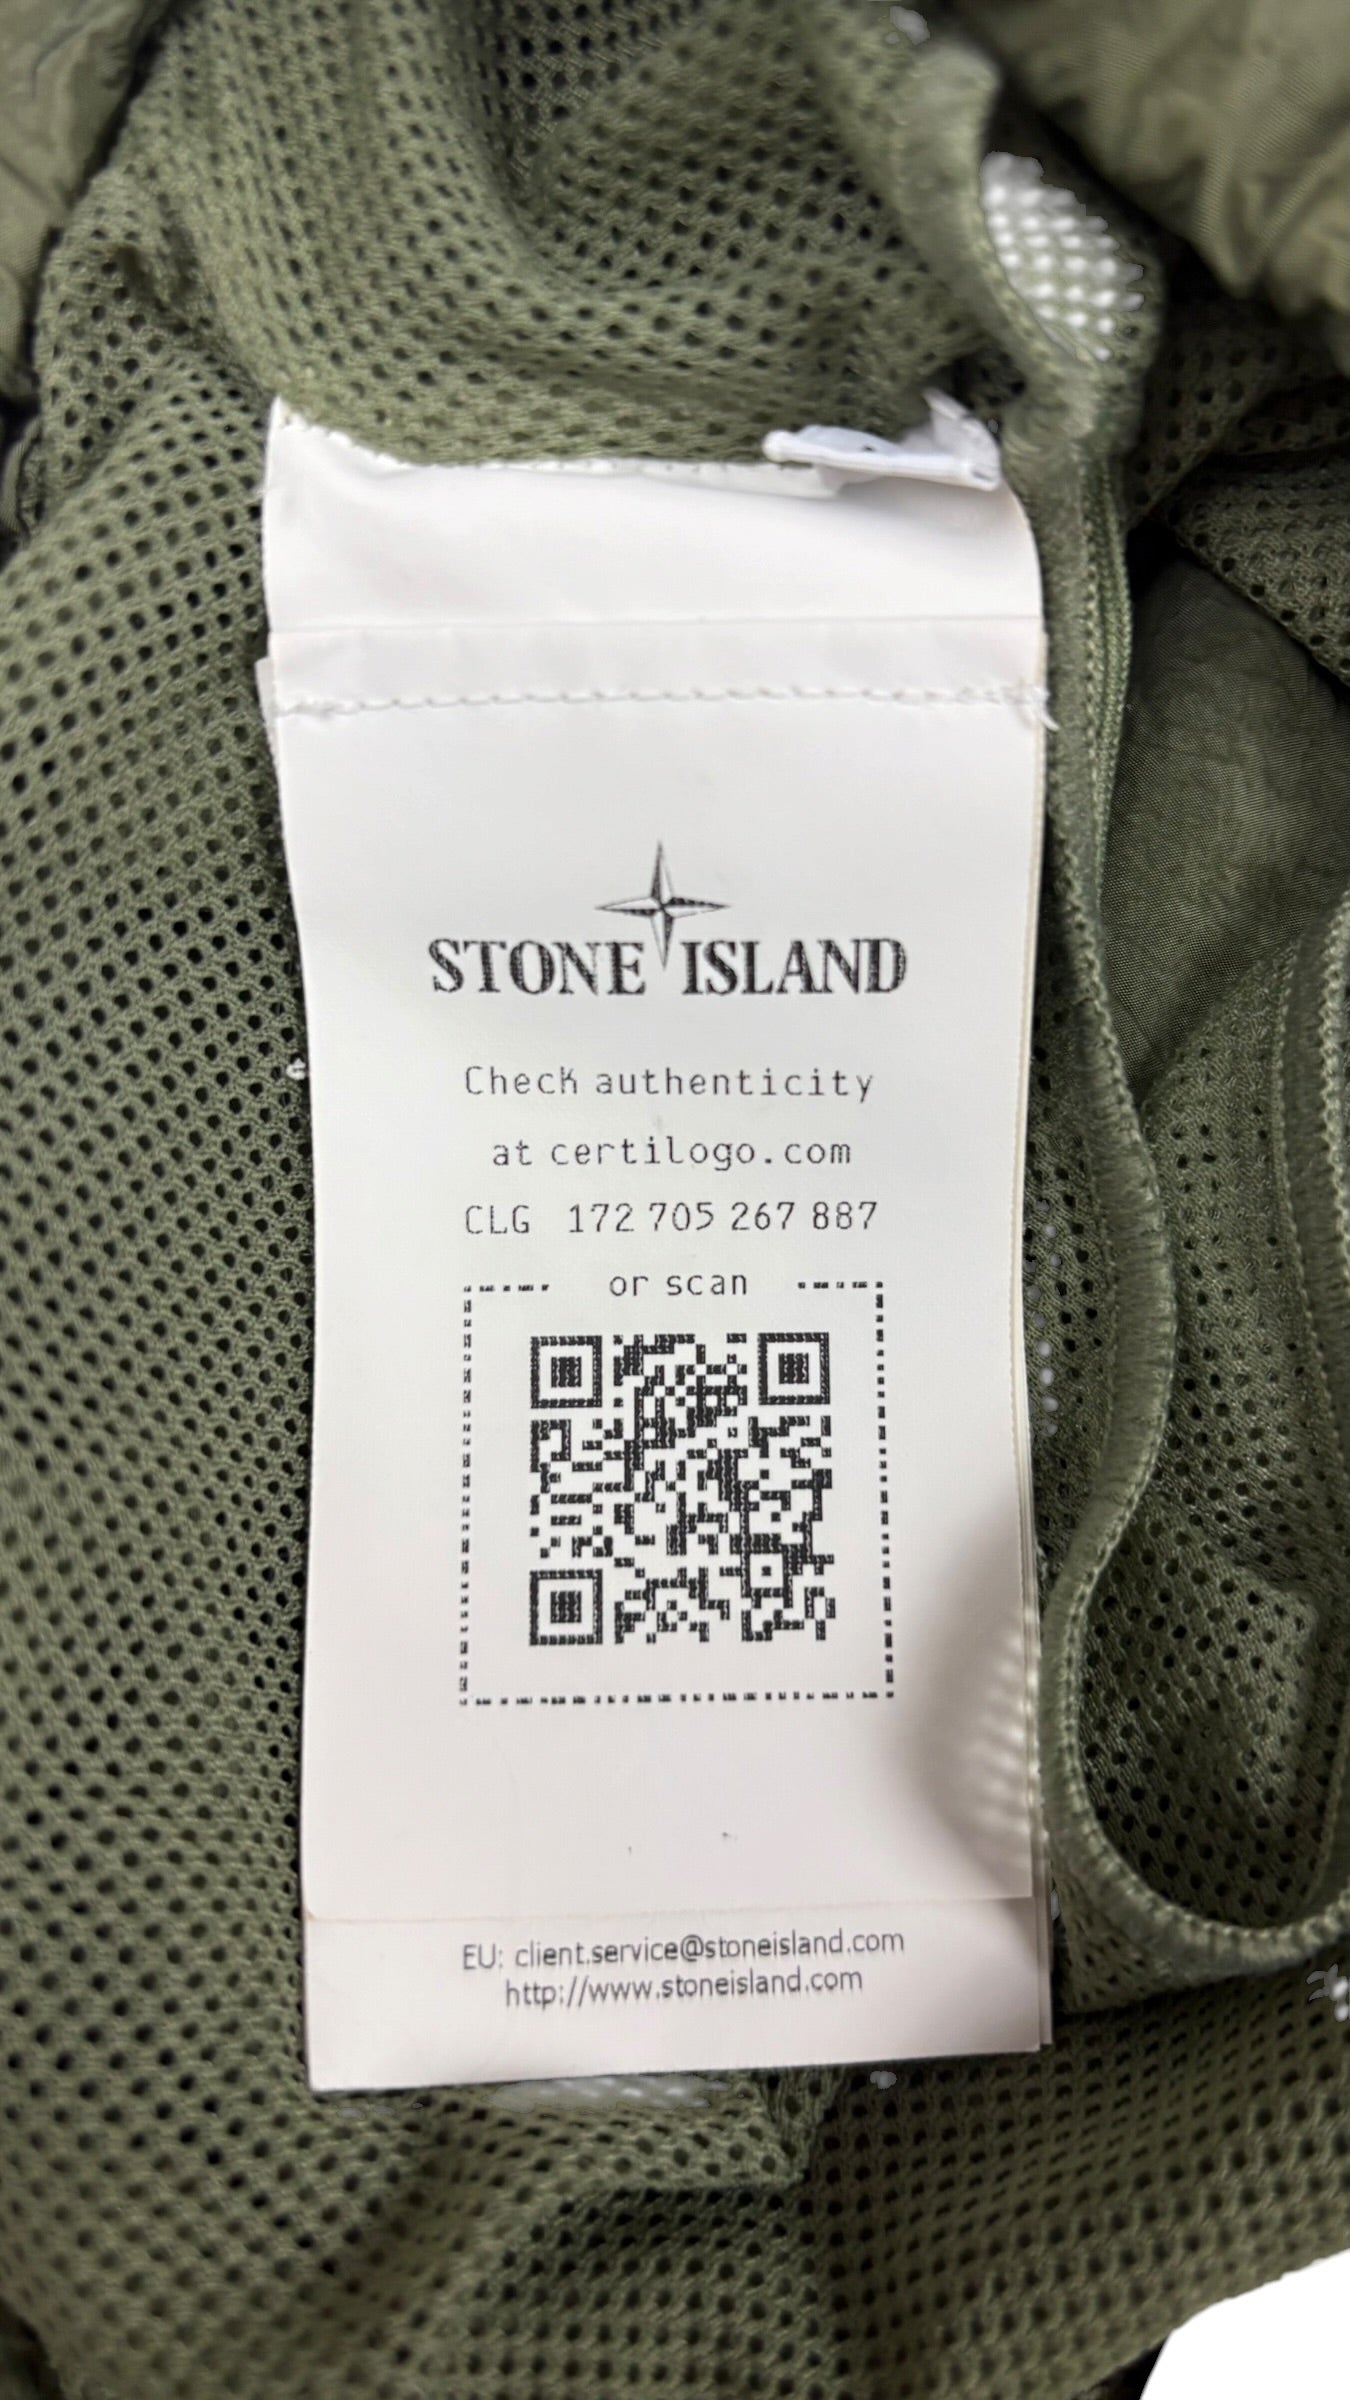 STONE ISLAND
Check authenticity
at certilogo.com
CLG 172 705 267 887
or scan
EU: client.service@stoneisland.com
http://www.stoneisland.com